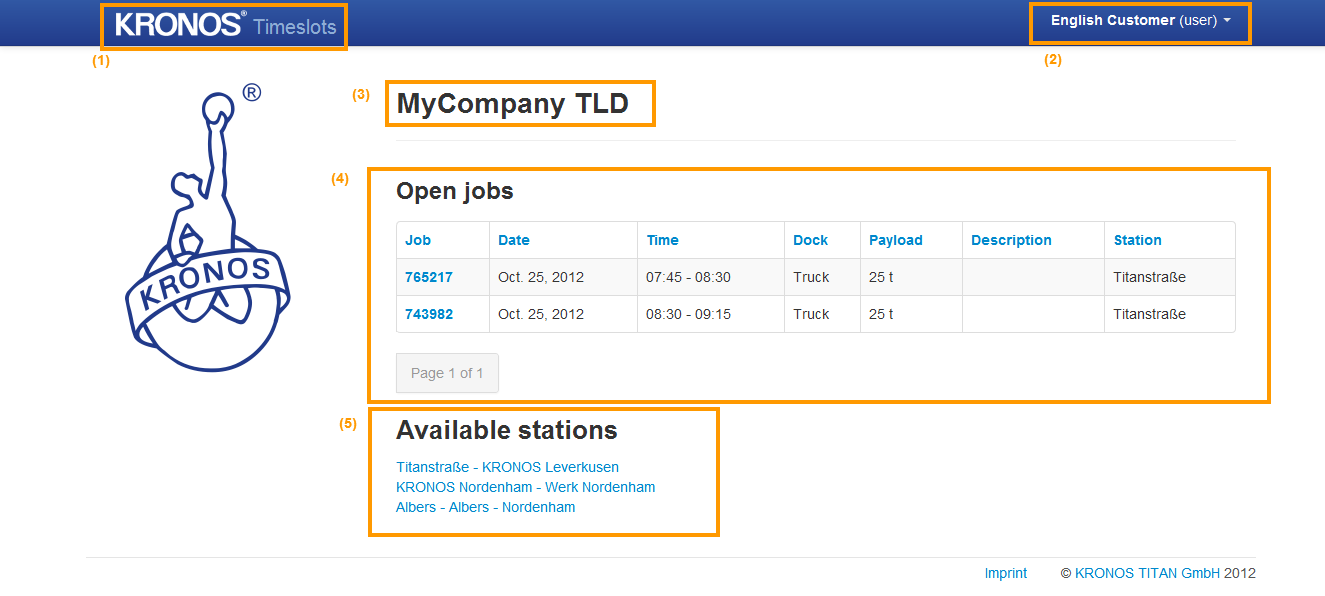 KRONOS® Timeslots
English Customer (user)
(1)
(2)
®
(3)
MyCompany TLD
(4)
Open jobs
Job Date Time Dock Payload Description Station
765217 Oct. 25, 2012 07:45 - 08:30 Truck 25 t Titanstraße
743982 Oct. 25, 2012 08:30 - 09:15 Truck 25 t Titanstraße
KRONOS
Page 1 of 1
(5)
Available stations
Titanstraße - KRONOS Leverkusen
KRONOS Nordenham - Werk Nordenham
Albers - Albers - Nordenham
Imprint © KRONOS TITAN GmbH 2012